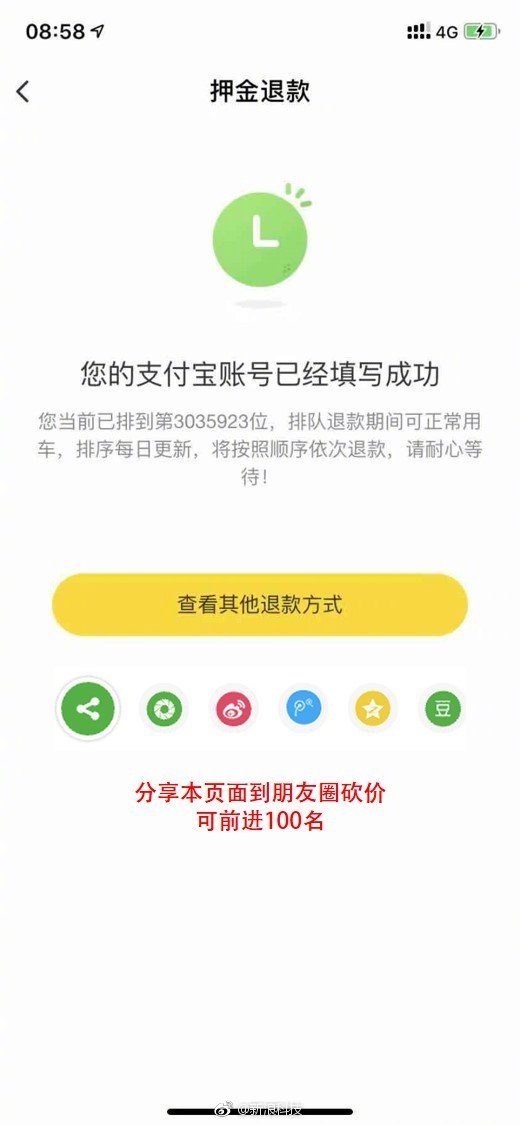 08:58
4G
押金退款
您的支付宝账号已经填写成功
您当前已排到第3035923位，排队退款期间可正常用
车，排序每日更新，将按照顺序依次退款，请耐心等
待！
查看其他退款方式
豆
分享本页面到朋友圈砍价
可前进100名
@新浪科技